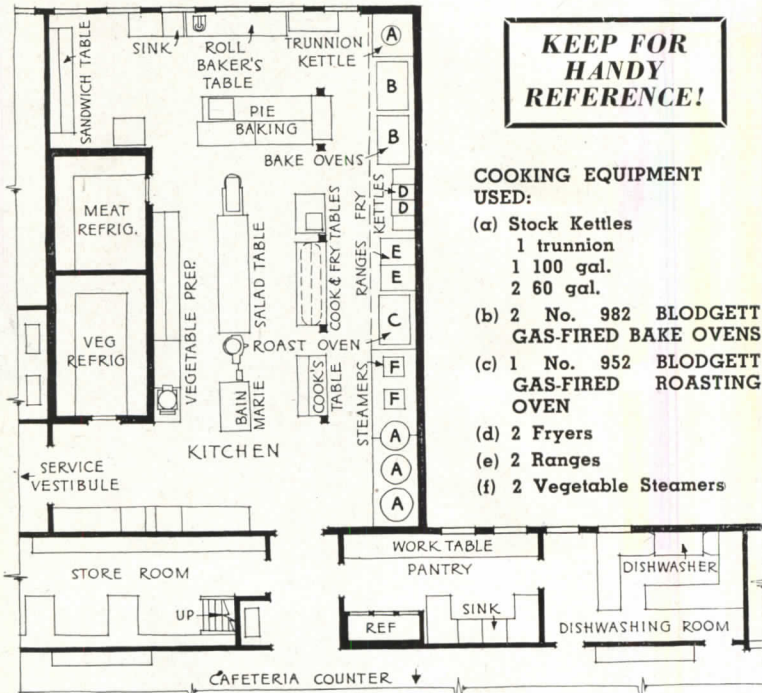 SANDWICH TABLE
SINK
ROLL
BAKER'S
TABLE
TRUNNION
KETTLE
A
PIE
BAKING
B
B
BAKE OVENS
MEAT
REFRIG.
VEG
REFRIG
VEGETABLE PREP.
SALAD TABLE
COOK & FRY TABLES
FRY
KETTLES
D
D
RANGES
E
E
C
ROAST OVEN
BAIN
MARIE
COOK'S
TABLE
STEAMERS
F
F
A
A
A
KITCHEN
SERVICE
VESTIBULE
STORE ROOM
UP
WORK TABLE
PANTRY
REF
SINK
DISHWASHER
DISHWASHING ROOM
CAFETERIA COUNTER
KEEP FOR
HANDY
REFERENCE!
COOKING EQUIPMENT
USED:
(a) Stock Kettles
1 trunnion
1 100 gal.
2 60 gal.
(b) 2 No. 982 BLODGETT
GAS-FIRED BAKE OVENS
(c) 1 No. 952 BLODGETT
GAS-FIRED ROASTING
OVEN
(d) 2 Fryers
(e) 2 Ranges
(f) 2 Vegetable Steamers